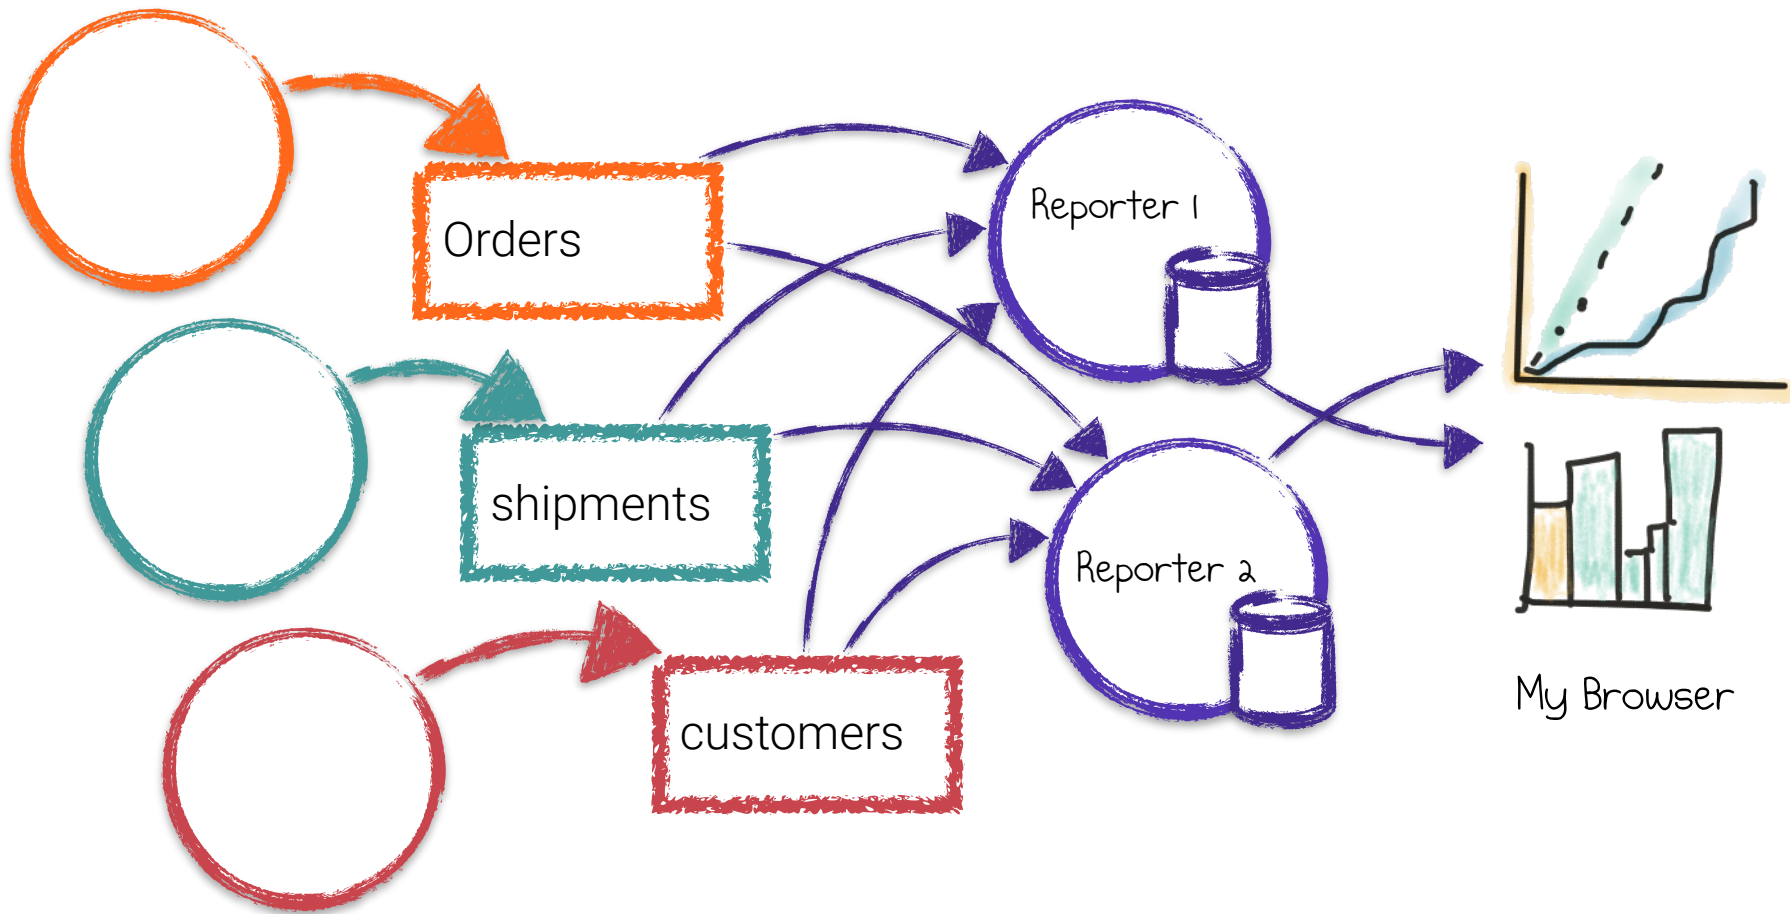 Orders
shipments
customers
Reporter 1
Reporter 2
My Browser